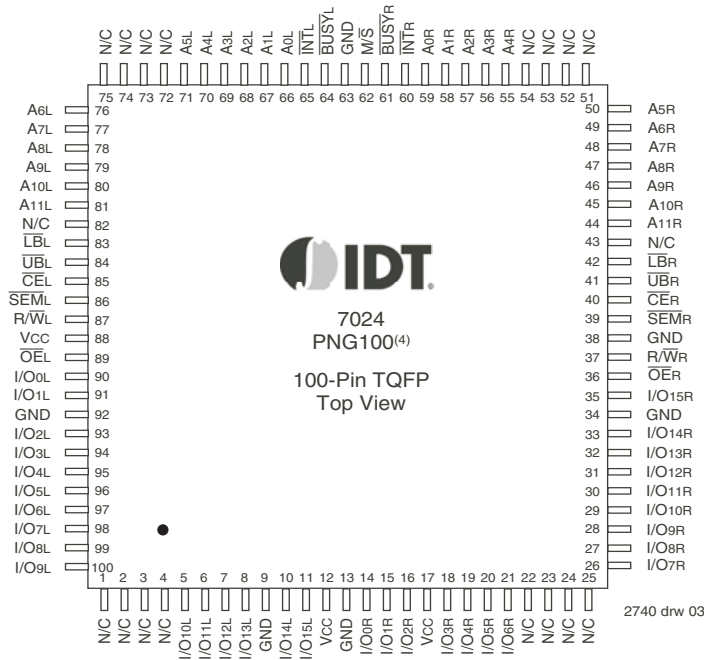 N/C N/C N/C N/C A5L A4L A3L A2L A1L A0L INTL BUSYL GND M/S BUSYR INTR A0R A1R A2R A3R A4R N/C N/C N/C N/C
75 74 73 72 71 70 69 68 67 66 65 64 63 62 61 60 59 58 57 56 55 54 53 52 51
A6L 76 50 A5R
A7L 77 49 A6R
A8L 78 48 A7R
A9L 79 47 A8R
A10L 80 46 A9R
A11L 81 45 A10R
N/C 82 44 A11R
LBL 83 43 N/C
UBL 84 42 LBR
CEL 85 41 UBR
SEML 86 40 CER
R/WL 87 39 SEMR
VCC 88 38 GND
OEL 89 37 R/WR
I/O0L 90 36 OER
I/O1L 91 35 I/O15R
GND 92 34 GND
I/O2L 93 33 I/O14R
I/O3L 94 32 I/O13R
I/O4L 95 31 I/O12R
I/O5L 96 30 I/O11R
I/O6L 97 29 I/O10R
I/O7L 98 28 I/O9R
I/O8L 99 27 I/O8R
I/O9L 100 26 I/O7R
IDT.
7024
PNG100(4)
100-Pin TQFP
Top View
1 2 3 4 5 6 7 8 9 10 11 12 13 14 15 16 17 18 19 20 21 22 23 24 25
N/C N/C N/C N/C I/O10L I/O11L I/O12L I/O13L GND I/O14L I/O15L VCC GND I/O0R I/O1R I/O2R VCC I/O3R I/O4R I/O5R I/O6R N/C N/C N/C N/C
2740 drw 03